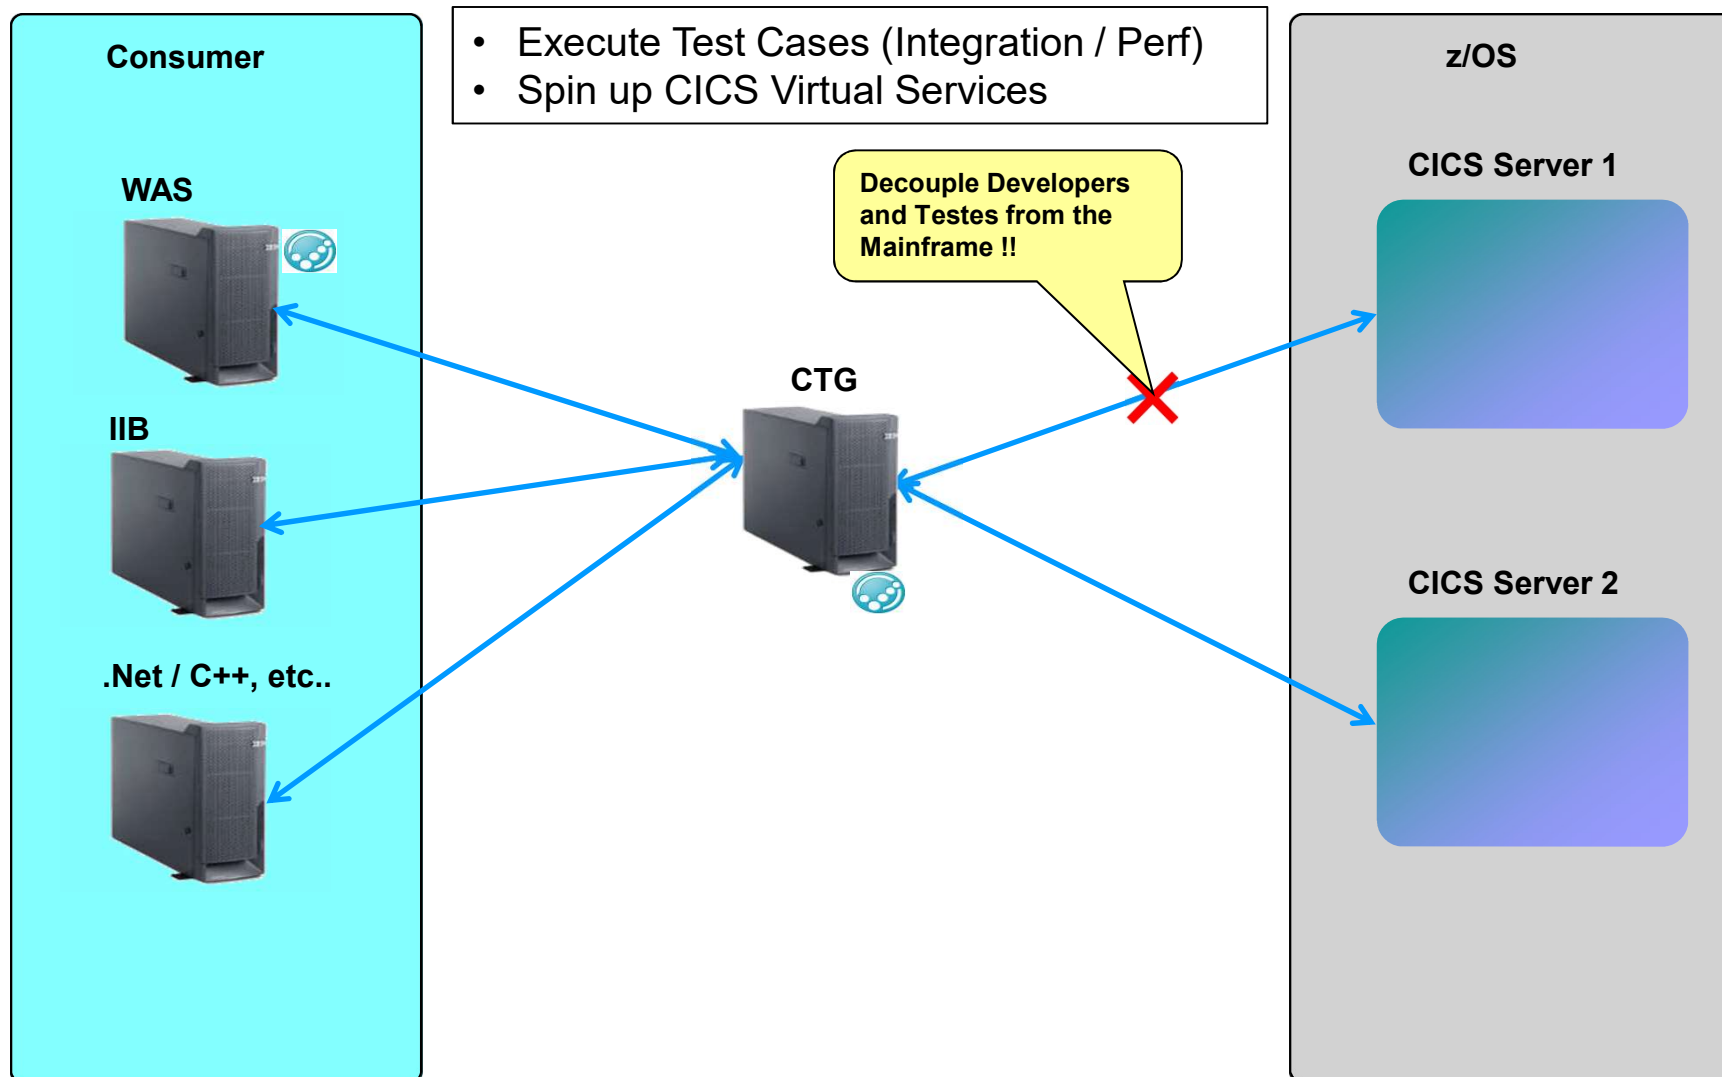 Consumer
• Execute Test Cases (Integration / Perf)
• Spin up CICS Virtual Services
z/OS
WAS
Decouple Developers
and Testes from the
Mainframe !!
CICS Server 1
CTG
IIB
CICS Server 2
.Net / C++, etc..